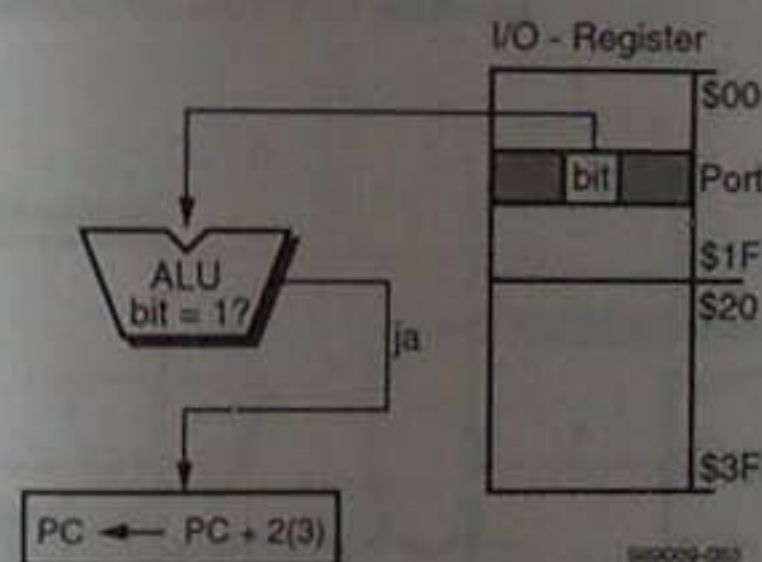 I/O - Register
$00
bit
Port
$1F
$20
$3F
ALU
bit = 1?
ja
PC ← PC + 2(3)